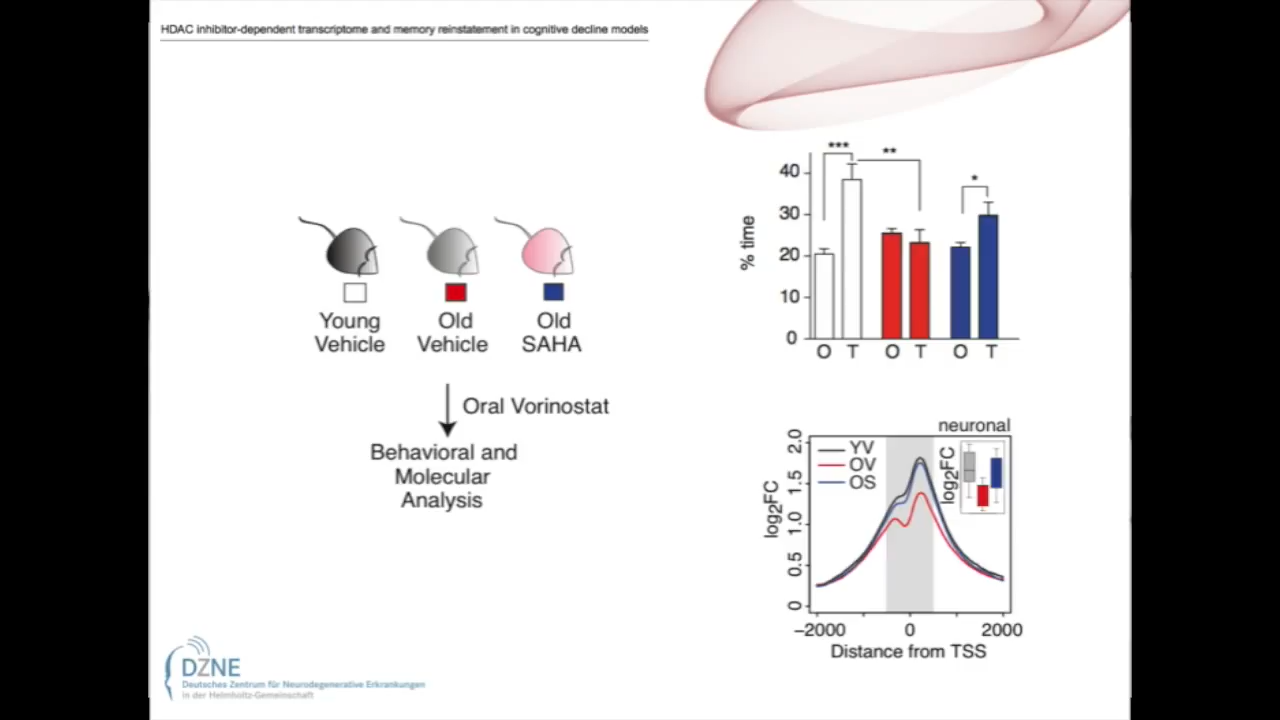 HDAC inhibitor-dependent transcriptome and memory reinstatement in cognitive decline models
Young
Vehicle
Old
Vehicle
Old
SAHA
Oral Vorinostat
Behavioral and
Molecular
Analysis
% time
40
30
20
10
0
***
**
*
O T O T O T
neuronal
log2FC
2.0
1.5
1.0
0.5
0
YV
OV
OS
log2FC
−2000 0 2000
Distance from TSS
DZNE
Deutsches Zentrum für Neurodegenerative Erkrankungen
in der Helmholtz-Gemeinschaft